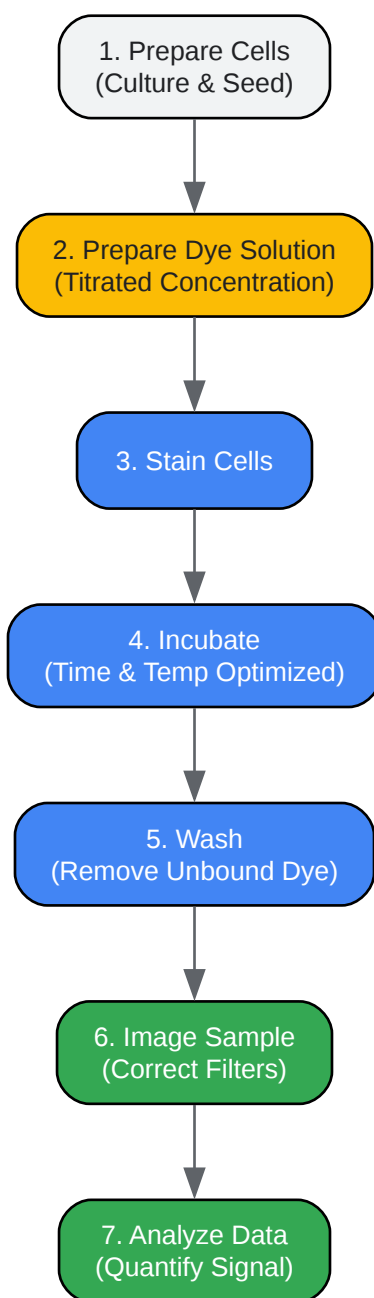 1. Prepare Cells
(Culture & Seed)
2. Prepare Dye Solution
(Titrated Concentration)
3. Stain Cells
4. Incubate
(Time & Temp Optimized)
5. Wash
(Remove Unbound Dye)
6. Image Sample
(Correct Filters)
7. Analyze Data
(Quantify Signal)